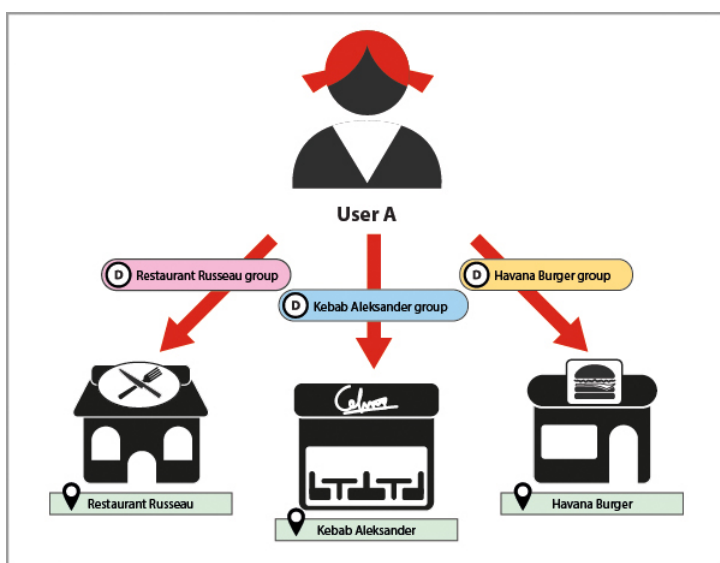 User A
D Restaurant Russeau group
D Havana Burger group
D Kebab Aleksander group
Restaurant Russeau
Kebab Aleksander
Havana Burger